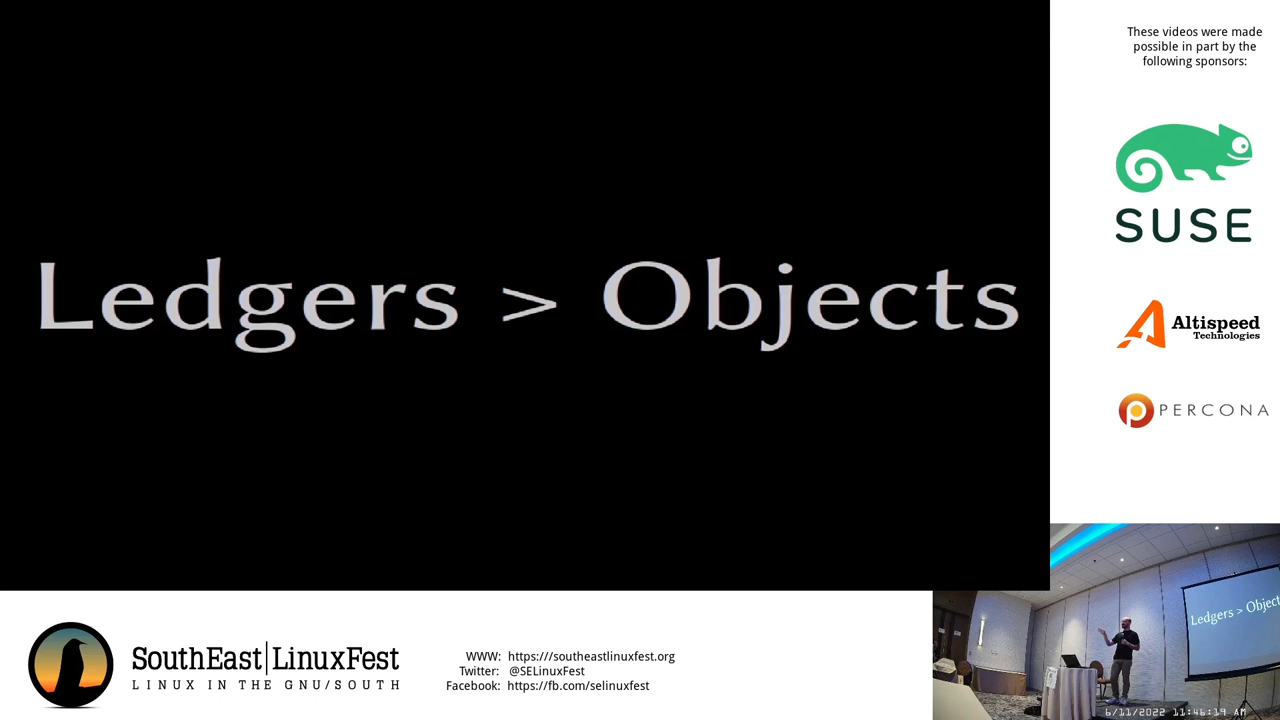 Ledgers > Objects
These videos were made
possible in part by the
following sponsors:
SUSE
Altispeed
Technologies
PERCONA
SouthEast|LinuxFest
LINUX IN THE GNU/SOUTH
WWW: https:///southeastlinuxfest.org
Twitter: @SELinuxFest
Facebook: https://fb.com/selinuxfest
Ledgers > Object
6/11/2022 11:46:19 AM